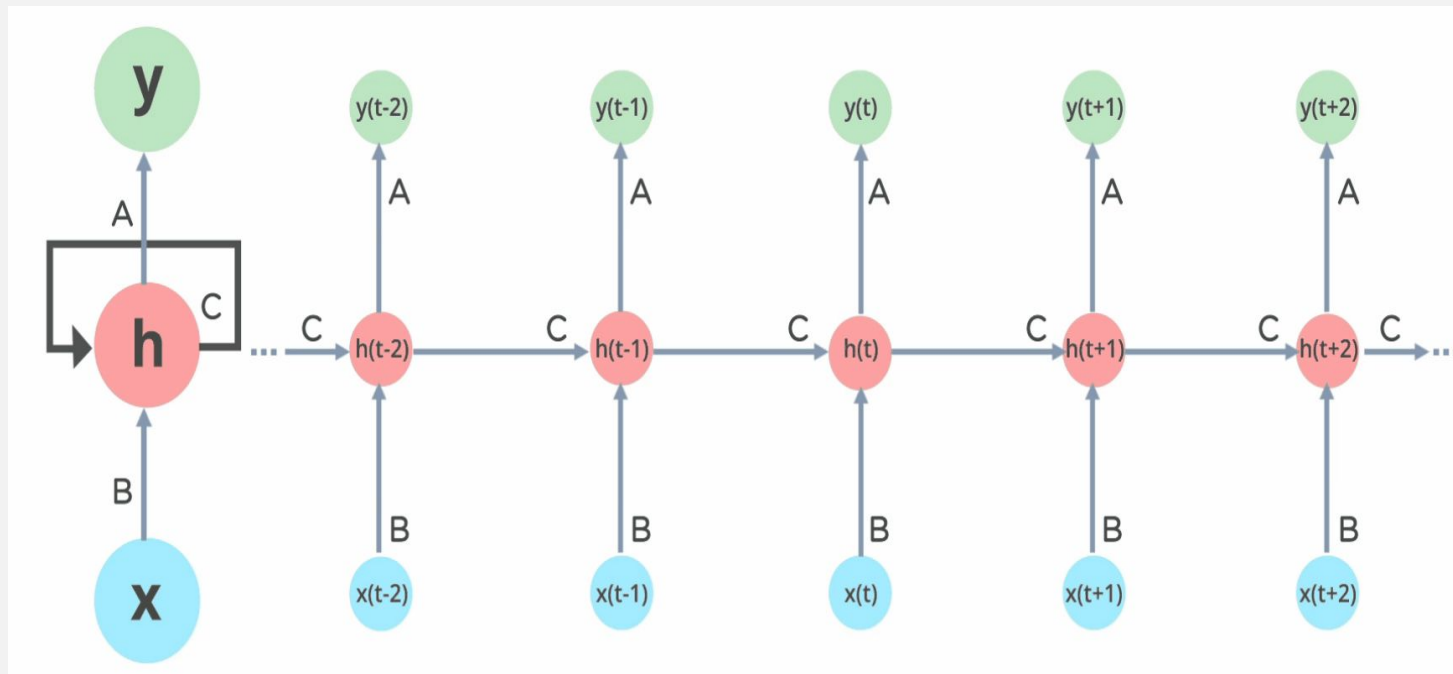 y
y(t-2) y(t-1) y(t) y(t+1) y(t+2)
A A A A A A
C
h
C h(t-2) C h(t-1) C h(t) C h(t+1) C h(t+2) C
B
B B B B B
x
x(t-2) x(t-1) x(t) x(t+1) x(t+2)